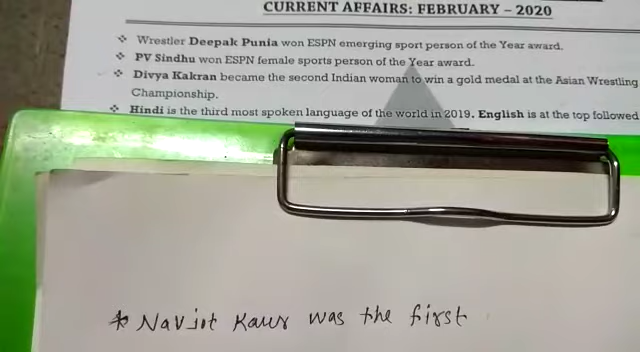 CURRENT AFFAIRS: FEBRUARY – 2020
❖ Wrestler Deepak Punia won ESPN emerging sport person of the Year award.
❖ PV Sindhu won ESPN female sports person of the Year award.
❖ Divya Kakran became the second Indian woman to win a gold medal at the Asian Wrestling
Championship.
❖ Hindi is the third most spoken language of the world in 2019. English is at the top followed
* Navjot Kaur was the first